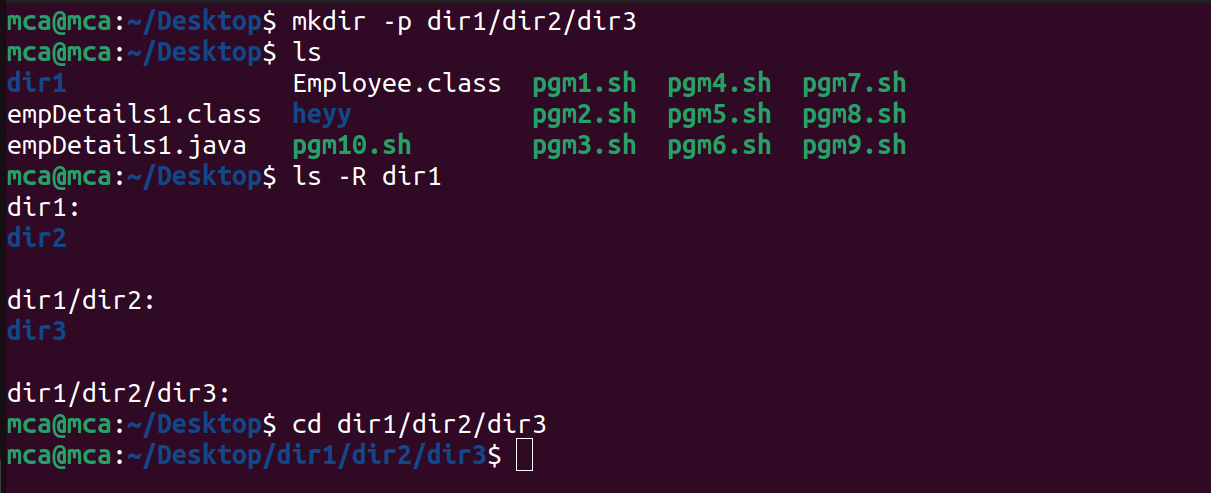 mca@mca:~/Desktop$ mkdir -p dir1/dir2/dir3
mca@mca:~/Desktop$ ls
dir1               Employee.class  pgm1.sh  pgm4.sh  pgm7.sh
empDetails1.class  heyy            pgm2.sh  pgm5.sh  pgm8.sh
empDetails1.java   pgm10.sh        pgm3.sh  pgm6.sh  pgm9.sh
mca@mca:~/Desktop$ ls -R dir1
dir1:
dir2

dir1/dir2:
dir3

dir1/dir2/dir3:
mca@mca:~/Desktop$ cd dir1/dir2/dir3
mca@mca:~/Desktop/dir1/dir2/dir3$